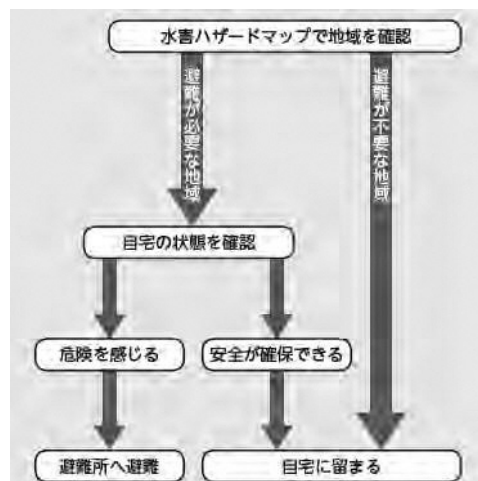 水害ハザードマップで地域を確認
避難が必要な地域
避難が不要な地域
自宅の状態を確認
危険を感じる
安全が確保できる
避難所へ避難
自宅に留まる